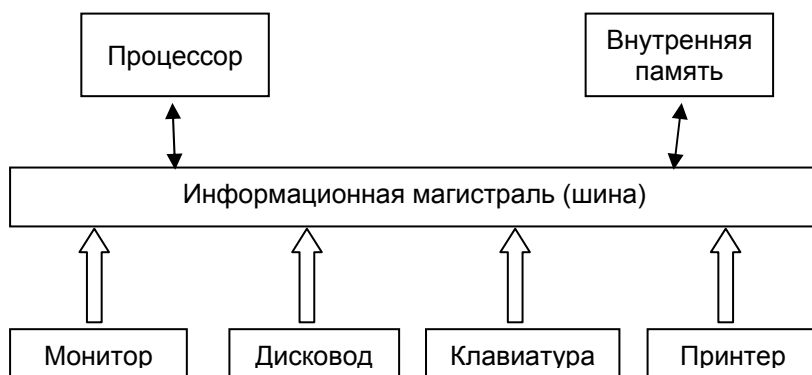 Процессор
Внутренняя
память
Информационная магистраль (шина)
Монитор
Дисковод
Клавиатура
Принтер